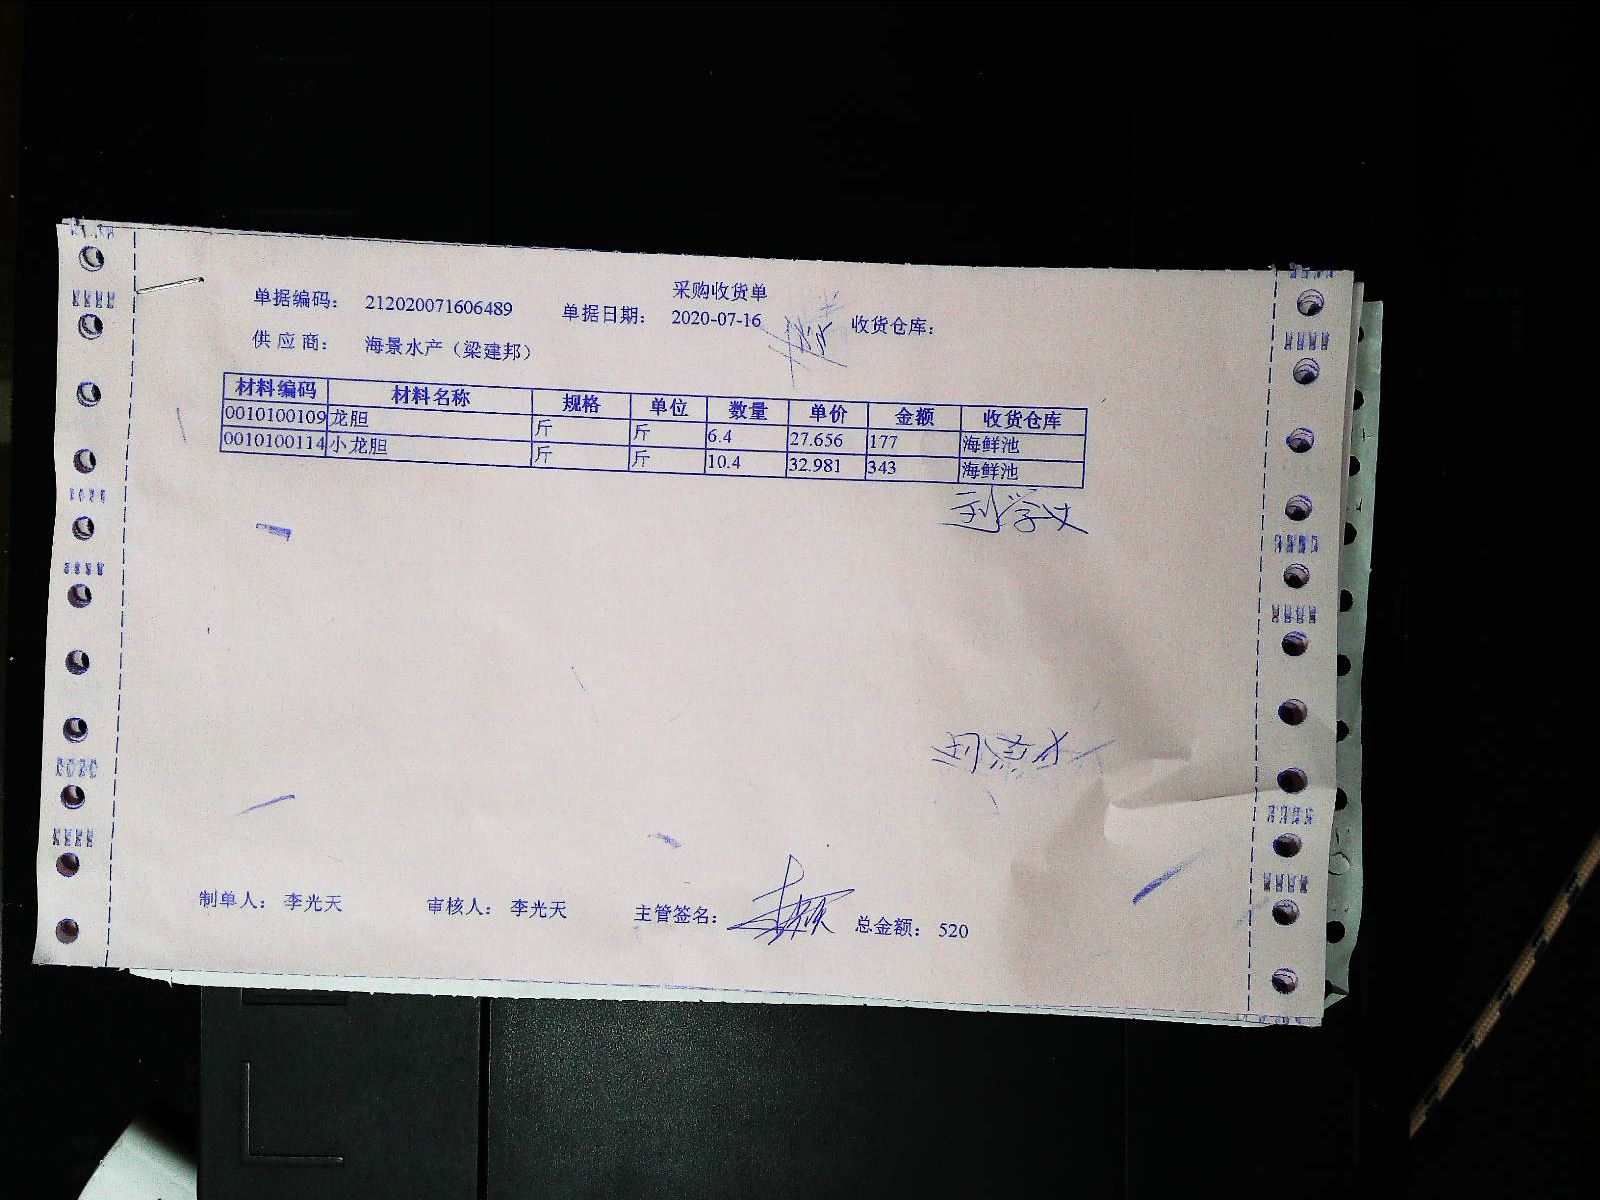 采购收货单
单据编码： 212020071606489 单据日期： 2020-07-16 收货仓库：
供 应 商： 海景水产（梁建邦）
材料编码 材料名称 规格 单位 数量 单价 金额 收货仓库
0010100109 龙胆 斤 斤 6.4 27.656 177 海鲜池
0010100114 小龙胆 斤 斤 10.4 32.981 343 海鲜池
制单人： 李光天 审核人： 李光天 主管签名： 总金额： 520